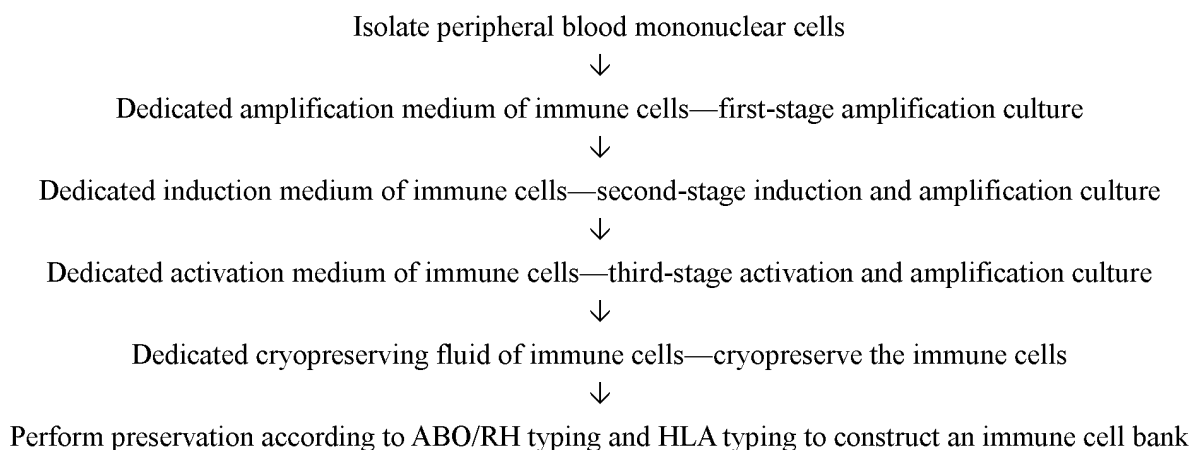 Isolate peripheral blood mononuclear cells
↓
Dedicated amplification medium of immune cells—first-stage amplification culture
↓
Dedicated induction medium of immune cells—second-stage induction and amplification culture
↓
Dedicated activation medium of immune cells—third-stage activation and amplification culture
↓
Dedicated cryopreserving fluid of immune cells—cryopreserve the immune cells
↓
Perform preservation according to ABO/RH typing and HLA typing to construct an immune cell bank